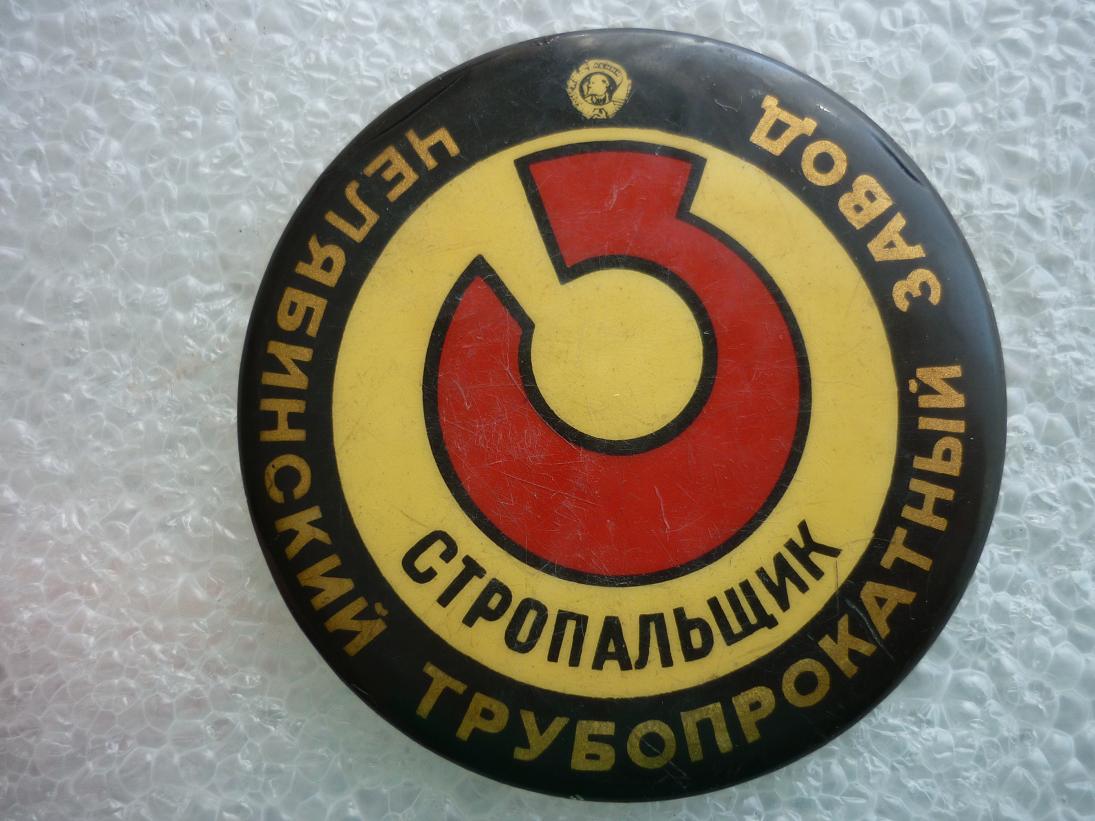 ЧЕЛЯБИНСКИЙ ТРУБОПРОКАТНЫЙ ЗАВОД
СТРОПАЛЬЩИК